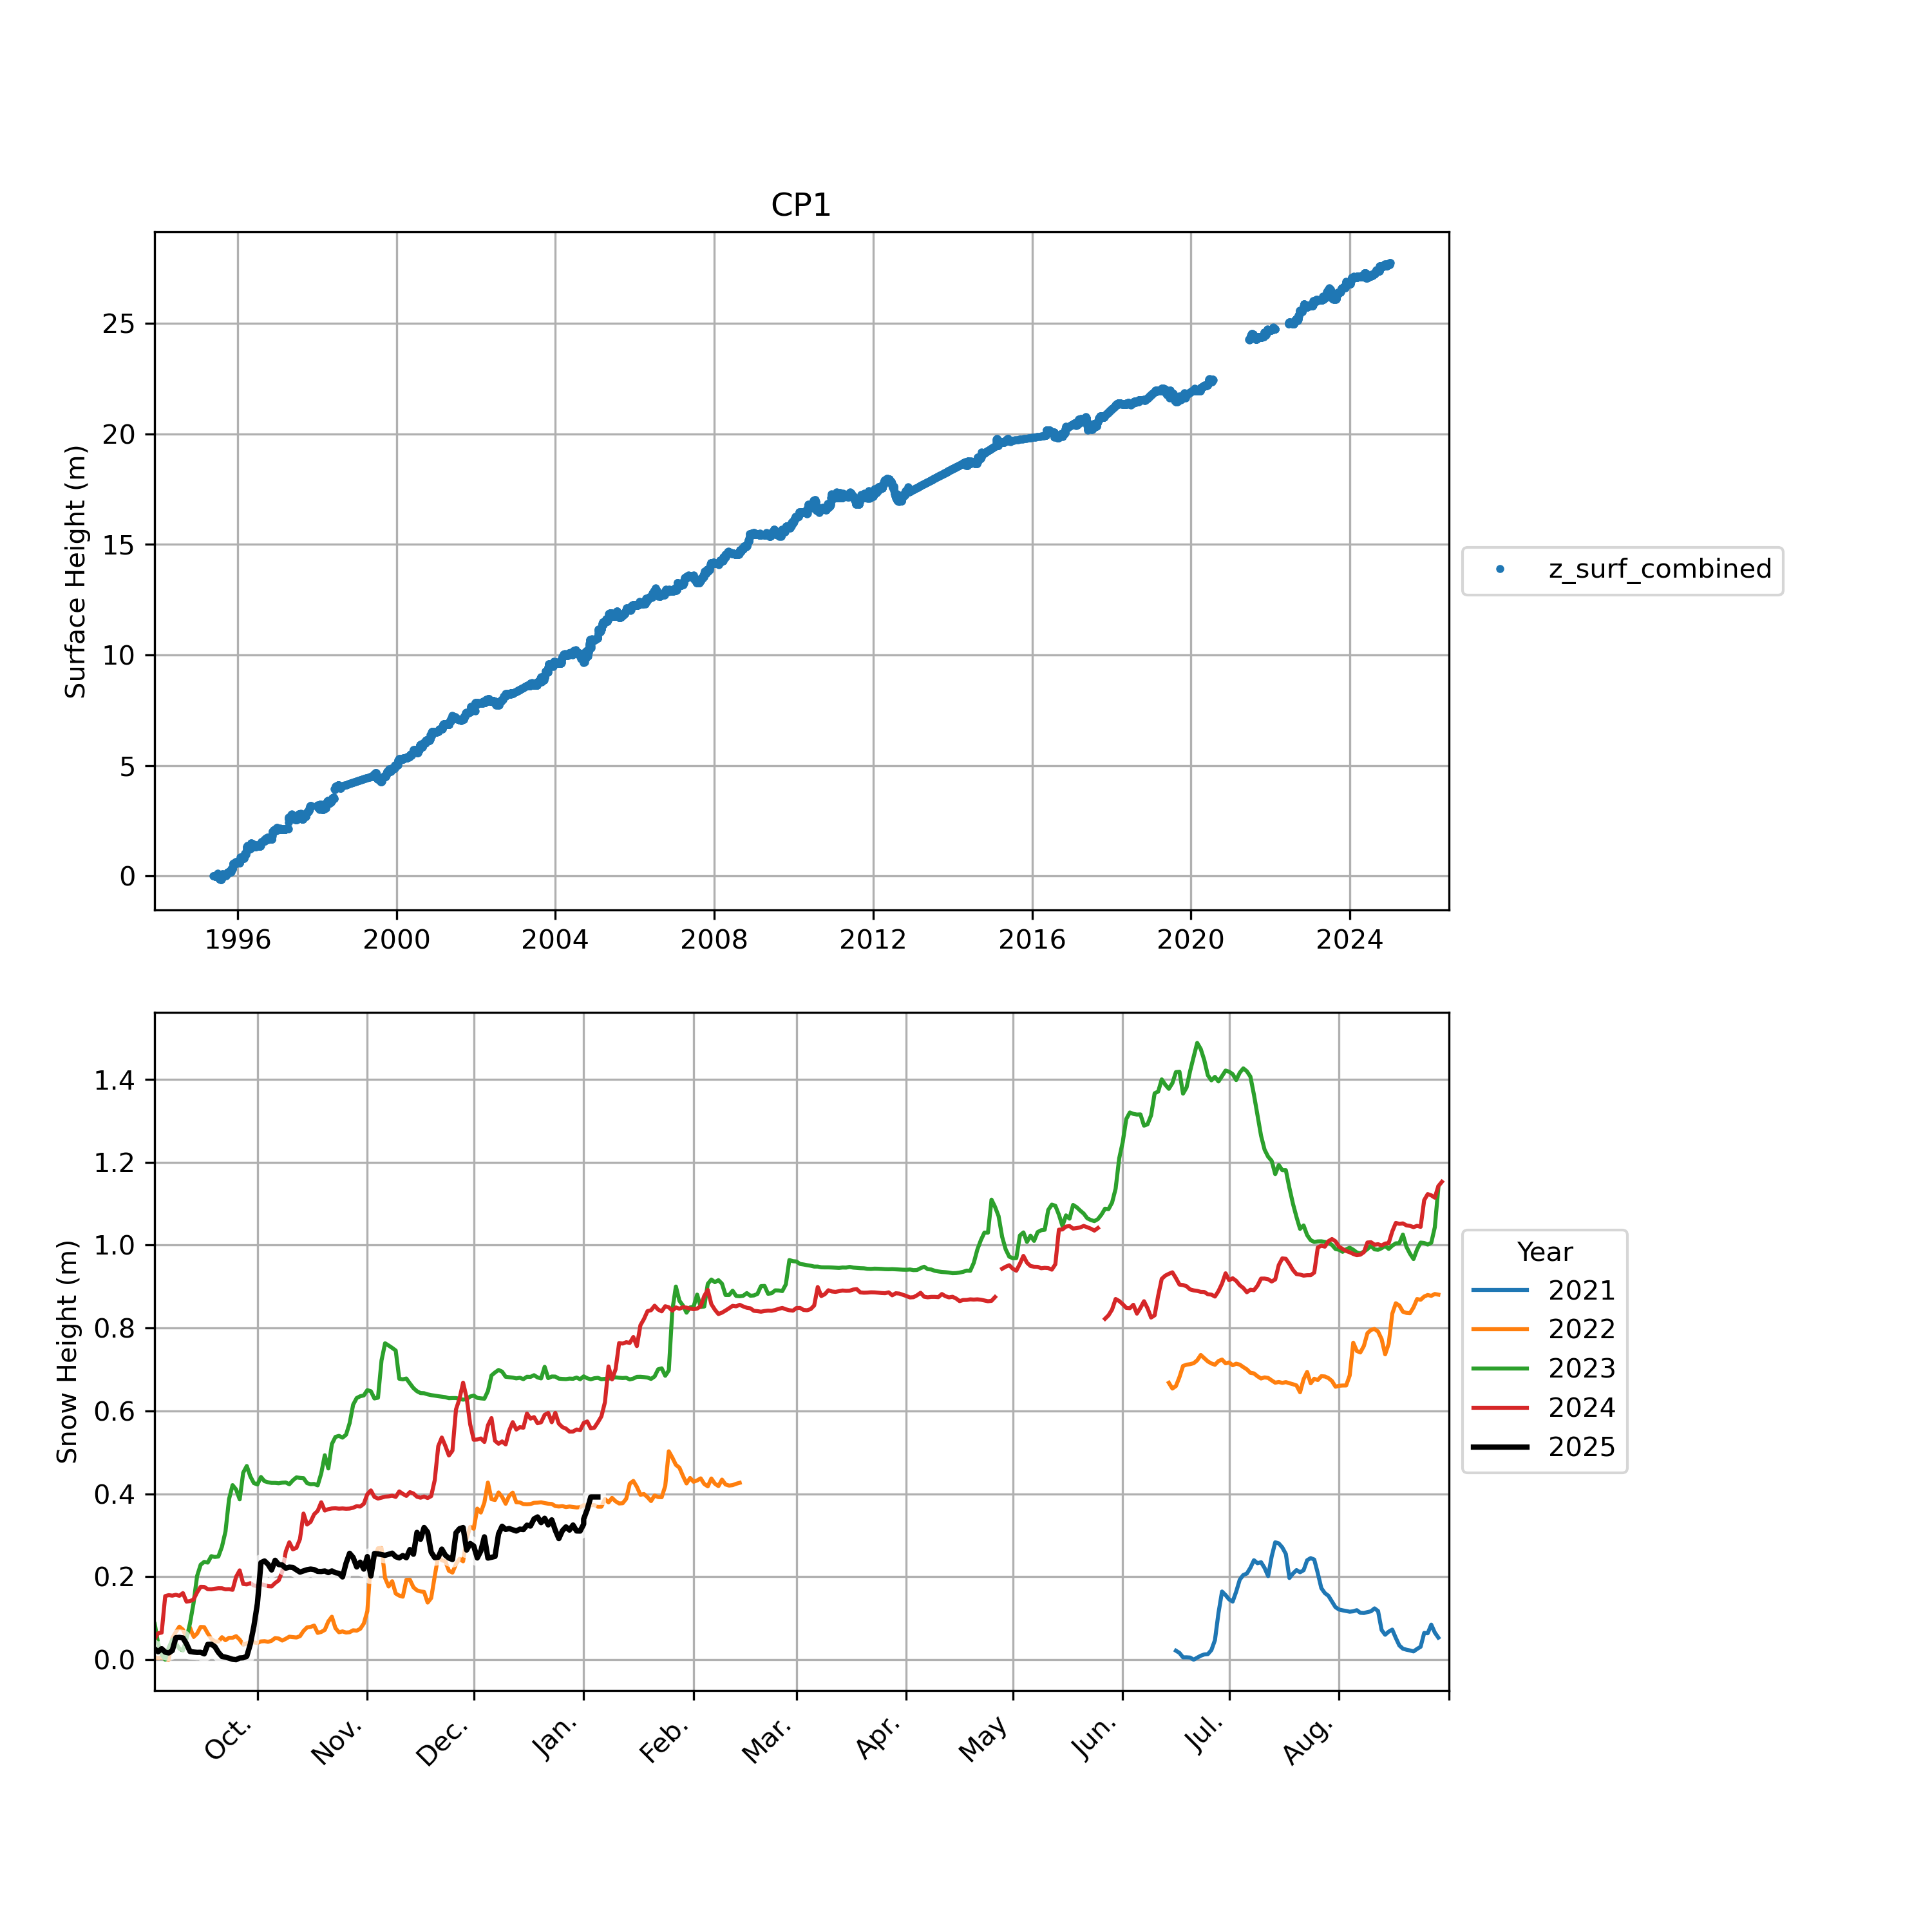 CP1
Surface Height (m)
25
20
15
10
5
0
1996 2000 2004 2008 2012 2016 2020 2024
z_surf_combined
Snow Height (m)
1.4
1.2
1.0
0.8
0.6
0.4
0.2
0.0
Oct. Nov. Dec. Jan. Feb. Mar. Apr. May Jun. Jul. Aug.
Year
2021
2022
2023
2024
2025